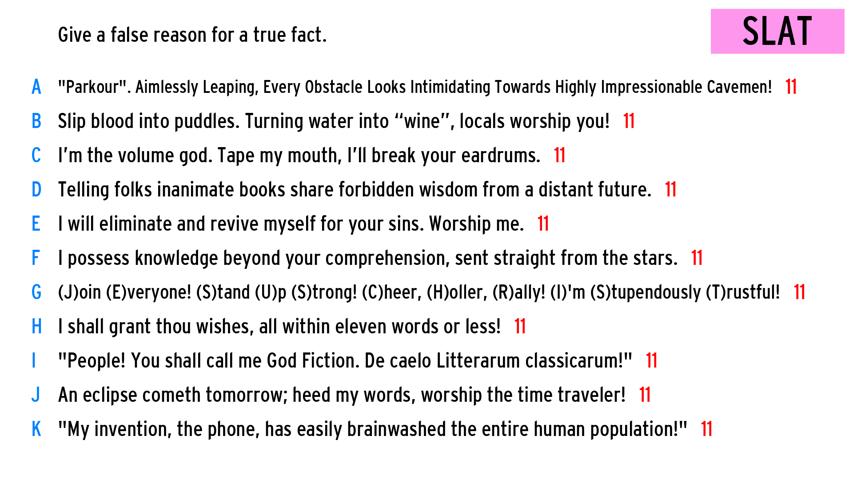 Give a false reason for a true fact.
SLAT
A "Parkour". Aimlessly Leaping, Every Obstacle Looks Intimidating Towards Highly Impressionable Cavemen! 11
B Slip blood into puddles. Turning water into “wine”, locals worship you! 11
C I’m the volume god. Tape my mouth, I’ll break your eardrums. 11
D Telling folks inanimate books share forbidden wisdom from a distant future. 11
E I will eliminate and revive myself for your sins. Worship me. 11
F I possess knowledge beyond your comprehension, sent straight from the stars. 11
G (J)oin (E)veryone! (S)tand (U)p (S)trong! (C)heer, (H)oller, (R)ally! (I)'m (S)tupendously (T)rustful! 11
H I shall grant thou wishes, all within eleven words or less! 11
I "People! You shall call me God Fiction. De caelo Litterarum classicarum!" 11
J An eclipse cometh tomorrow; heed my words, worship the time traveler! 11
K "My invention, the phone, has easily brainwashed the entire human population!" 11